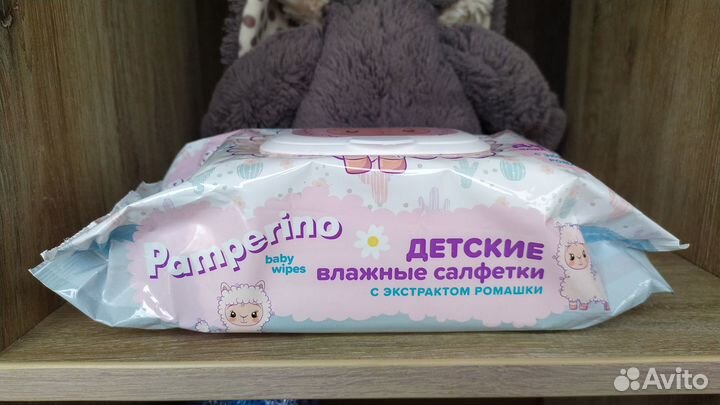 Pamperino
baby
wipes
ДЕТСКИЕ
влажные салфетки
с экстрактом ромашки
Avito